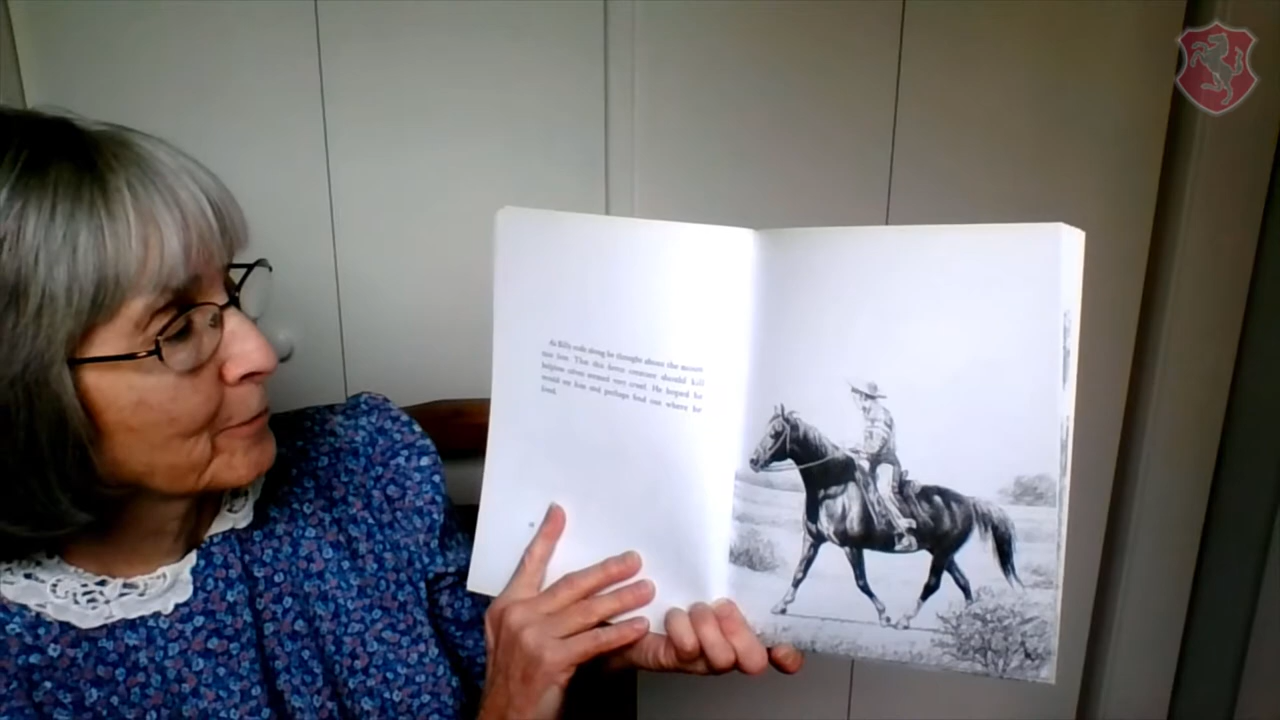 As Billy rode along he thought about the moun-
tain lion. That this fierce creature should kill
helpless calves seemed very cruel. He hoped he
would see him and perhaps find out where he
lived.